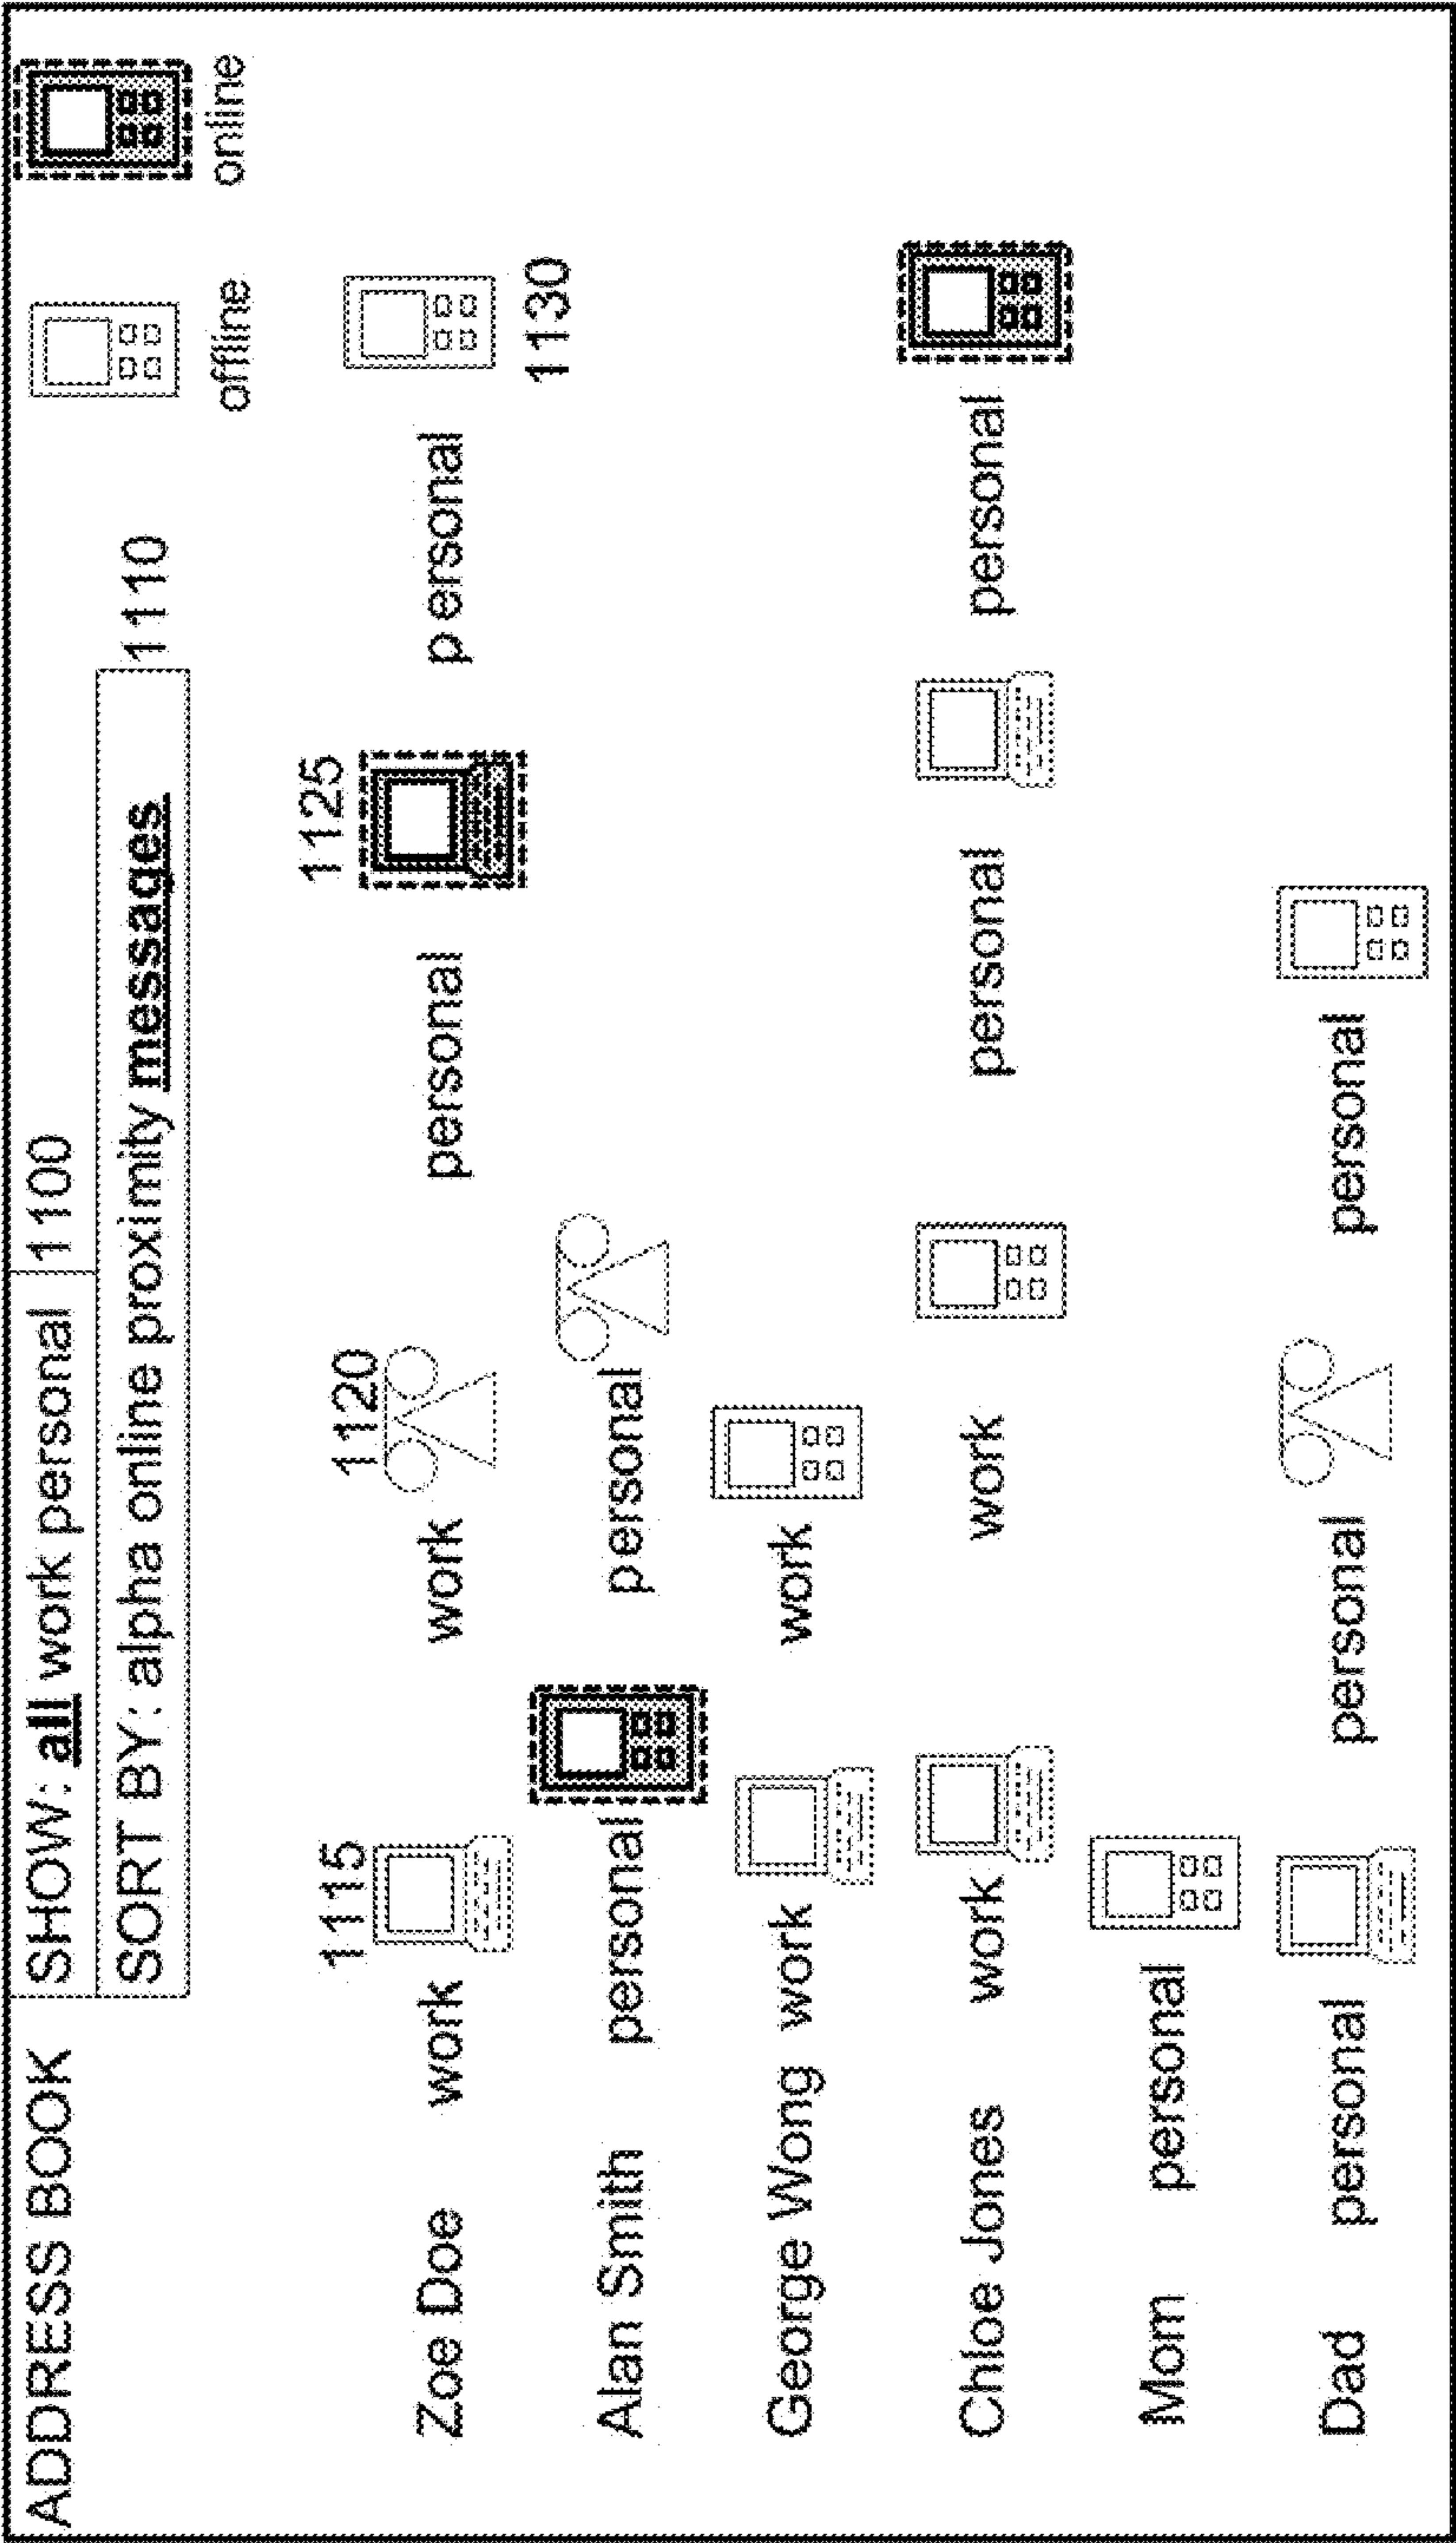 ADDRESS BOOK SHOW: all work personal 1100
SORT BY: alpha online proximity messages 1110
offline online
1115 1120 1125
Zoe Doe work work personal personal
1130
Alan Smith personal personal
George Wong work work
Chloe Jones work work personal personal
Mom personal
Dad personal personal personal